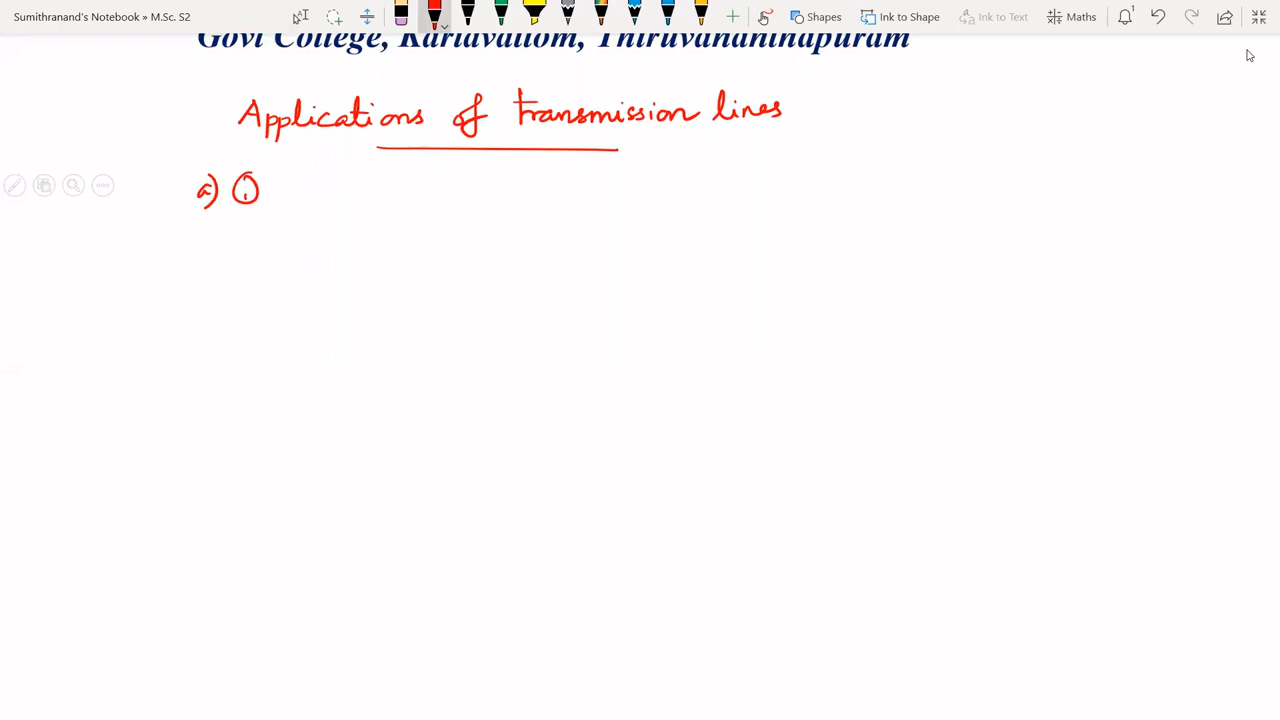 Sumithranand's Notebook » M.Sc. S2
Shapes
Ink to Shape
Ink to Text
Maths
Govt College, Kariavattom, Thiruvananthapuram
Applications of transmission lines
a)